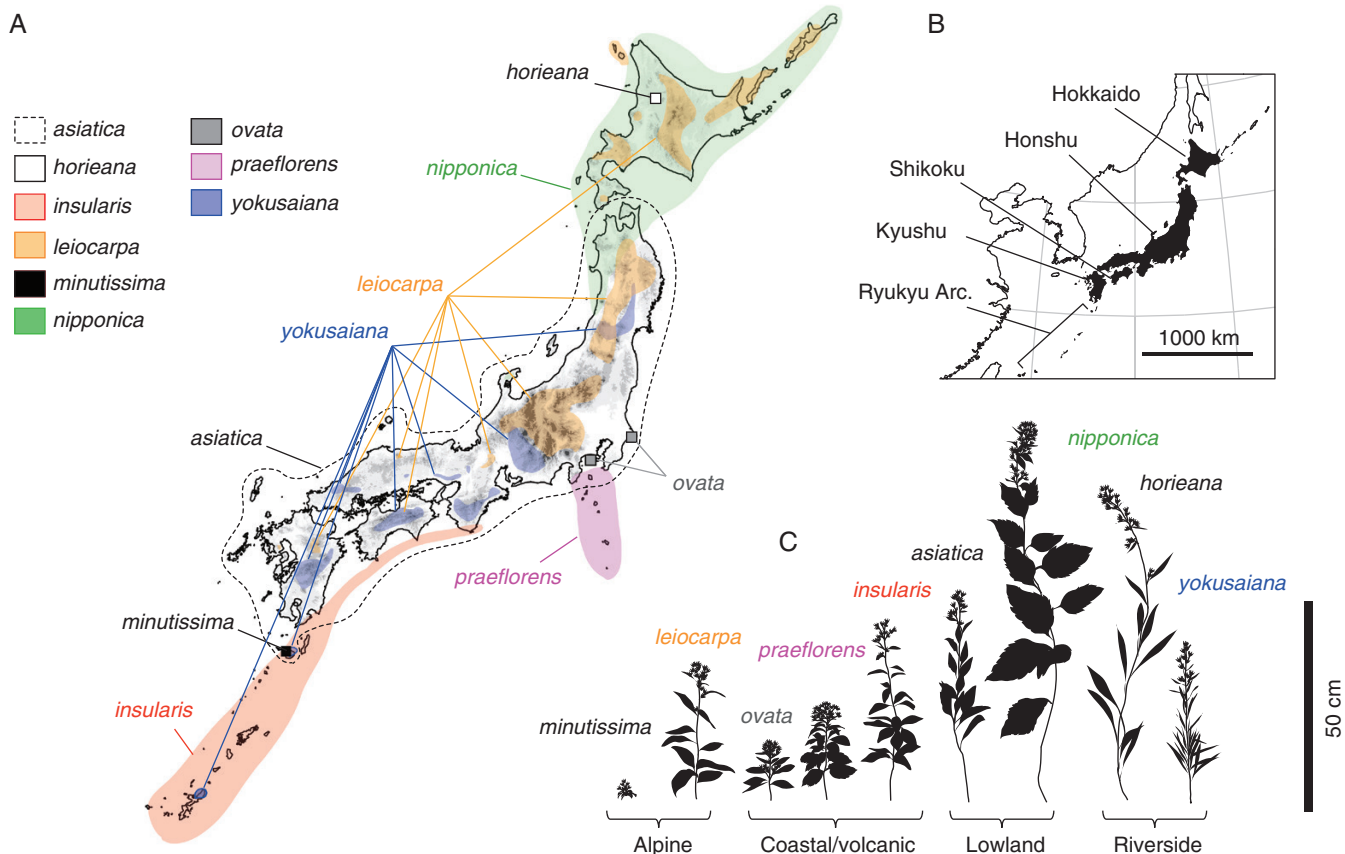 A
asiatica
horieana
insularis
leiocarpa
minutissima
nipponica
ovata
praeflorens
yokusaiana
horieana
nipponica
leiocarpa
yokusaiana
asiatica
ovata
praeflorens
minutissima
insularis
B
Hokkaido
Honshu
Shikoku
Kyushu
Ryukyu Arc.
1000 km
C
nipponica
horieana
asiatica
insularis
yokusaiana
leiocarpa
praeflorens
ovata
minutissima
50 cm
Alpine
Coastal/volcanic
Lowland
Riverside